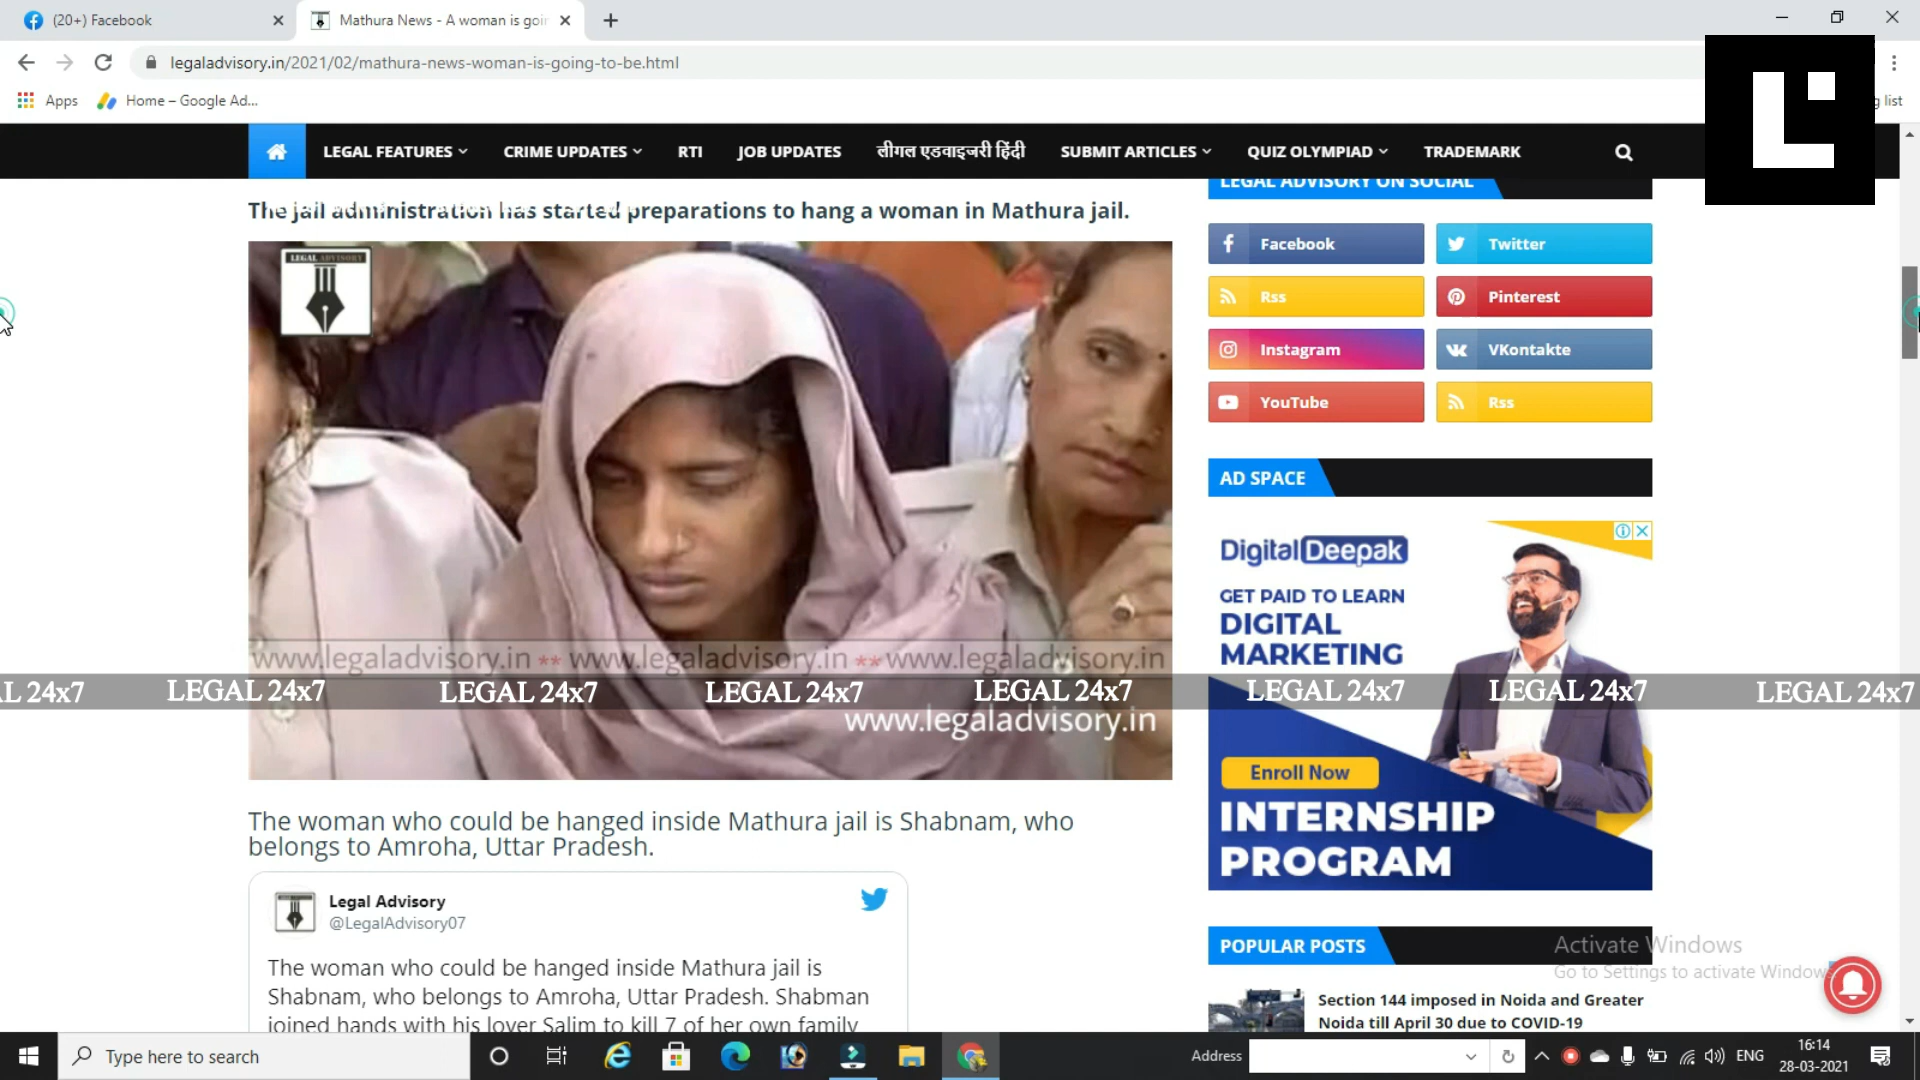 (20+) Facebook
Mathura News - A woman is goin
legaladvisory.in/2021/02/mathura-news-woman-is-going-to-be.html
Apps
Home – Google Ad...
g list
LEGAL FEATURES
CRIME UPDATES
RTI
JOB UPDATES
लीगल एडवाइजरी हिंदी
SUBMIT ARTICLES
QUIZ OLYMPIAD
TRADEMARK
The jail administration has started preparations to hang a woman in Mathura jail.
LEGAL ADVISORY
www.legaladvisory.in ** www.legaladvisory.in ** www.legaladvisory.in
L 24x7 LEGAL 24x7 LEGAL 24x7 LEGAL 24x7 LEGAL 24x7 LEGAL 24x7 LEGAL 24x7 LEGAL 24x7
www.legaladvisory.in
The woman who could be hanged inside Mathura jail is Shabnam, who
belongs to Amroha, Uttar Pradesh.
Legal Advisory
@LegalAdvisory07
The woman who could be hanged inside Mathura jail is
Shabnam, who belongs to Amroha, Uttar Pradesh. Shabman
joined hands with his lover Salim to kill 7 of her own family
LEGAL ADVISORY ON SOCIAL
Facebook
Twitter
Rss
Pinterest
Instagram
VKontakte
YouTube
Rss
AD SPACE
DigitalDeepak
GET PAID TO LEARN
DIGITAL
MARKETING
Enroll Now
INTERNSHIP
PROGRAM
POPULAR POSTS
Section 144 imposed in Noida and Greater
Noida till April 30 due to COVID-19
Activate Windows
Go to Settings to activate Windows
Type here to search
Address
ENG
16:14
28-03-2021